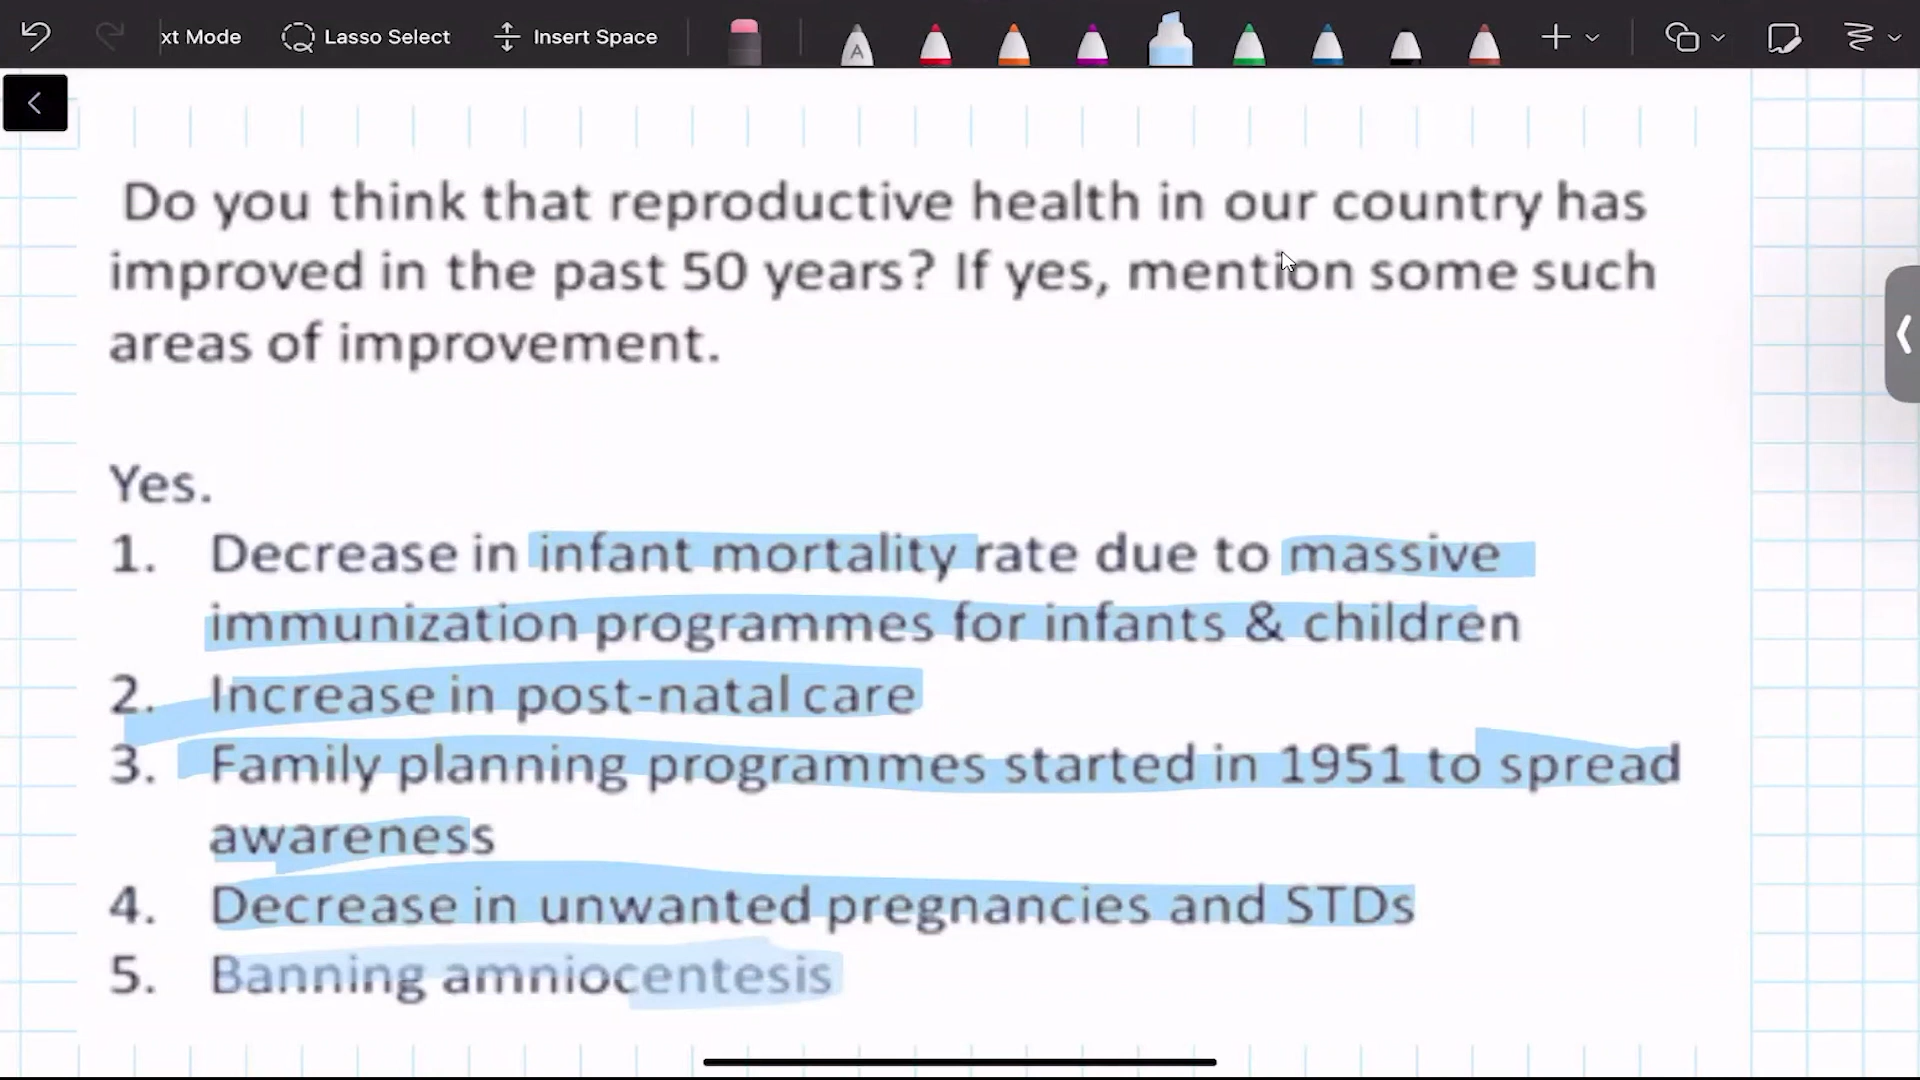 xt Mode Lasso Select Insert Space
A
Do you think that reproductive health in our country has
improved in the past 50 years? If yes, mention some such
areas of improvement.
Yes.
1. Decrease in infant mortality rate due to massive
immunization programmes for infants & children
2. Increase in post-natal care
3. Family planning programmes started in 1951 to spread
awareness
4. Decrease in unwanted pregnancies and STDs
5. Banning amniocentesis